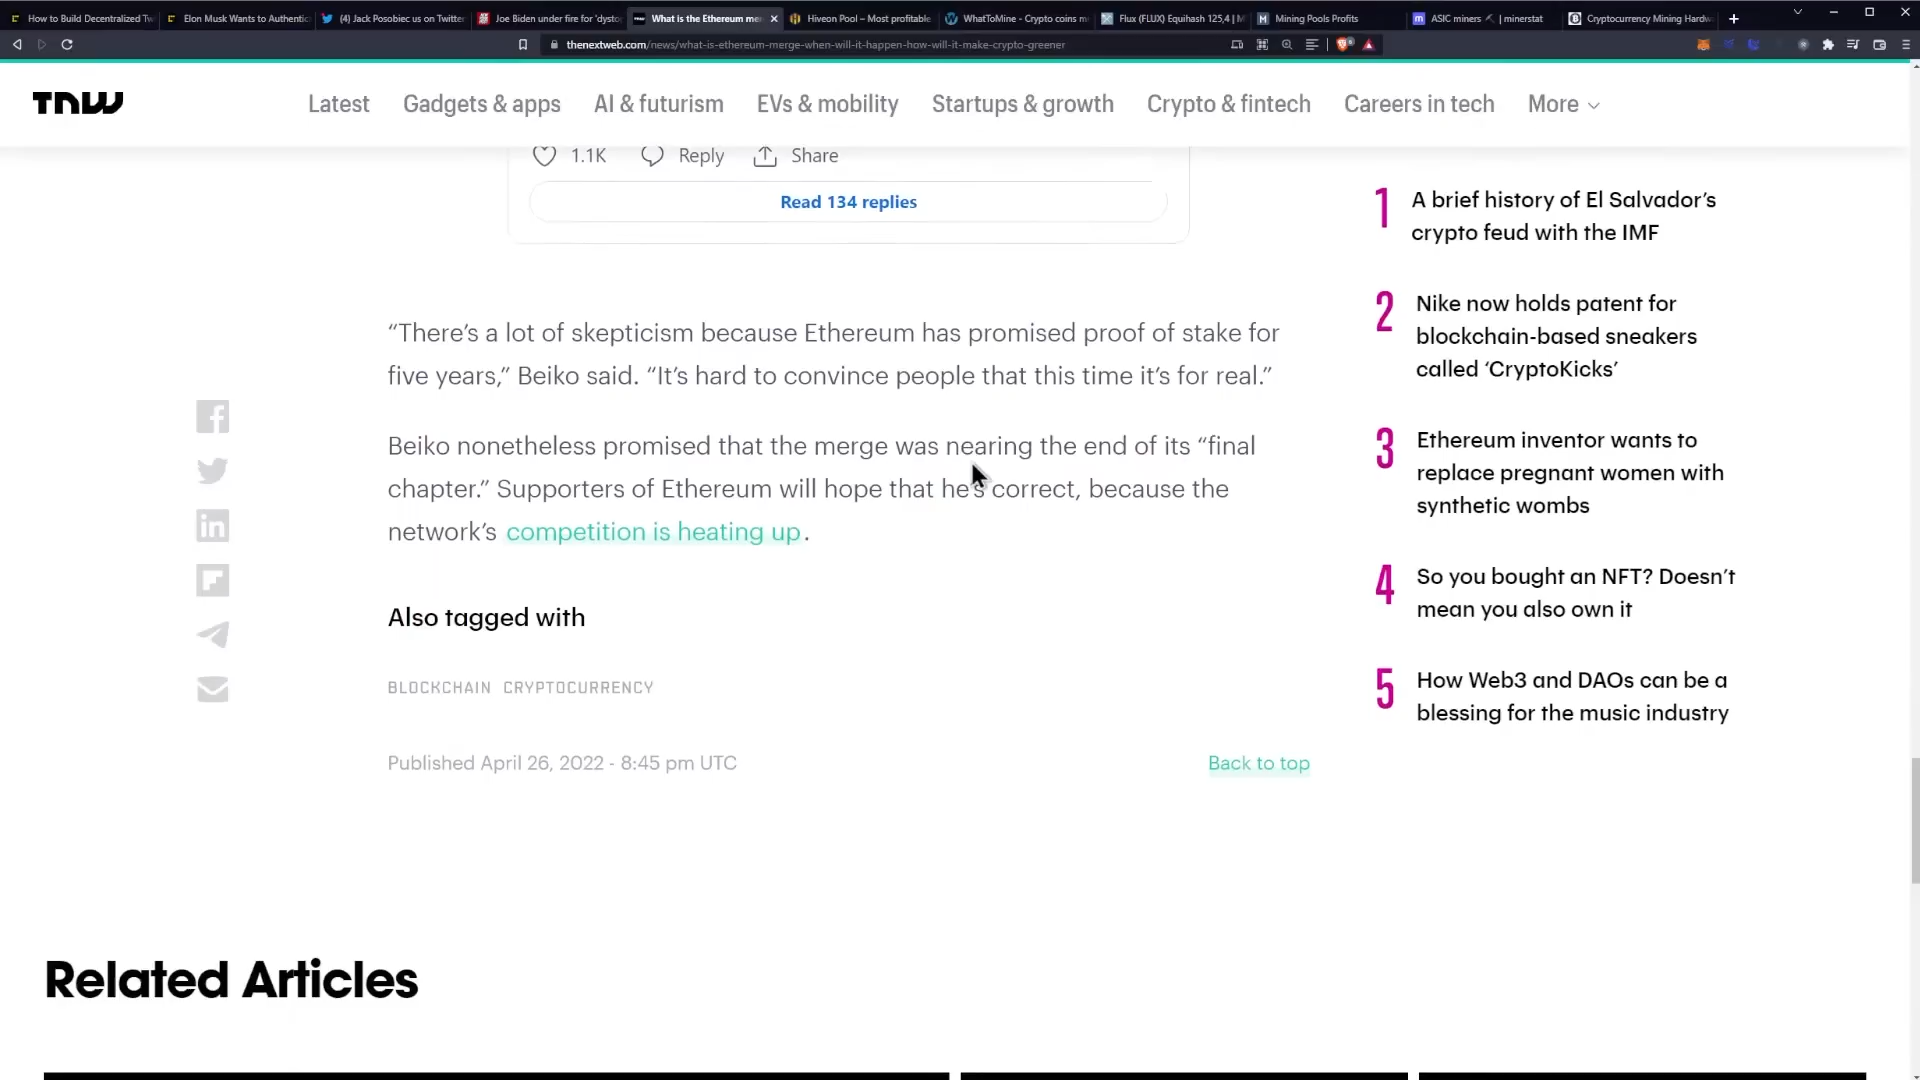 How to Build Decentralized Tw
Elon Musk Wants to Authentic
(4) Jack Posobiec us on Twitter
Joe Biden under fire for 'dysto
What is the Ethereum me
Hiveon Pool – Most profitable
WhatToMine - Crypto coins m
Flux (FLUX) Equihash 125,4 | M
Mining Pools Profits
ASIC miners ⛏ | minerstat
Cryptocurrency Mining Hardw
thenextweb.com/news/what-is-ethereum-merge-when-will-it-happen-how-will-it-make-crypto-greener
TNW
Latest
Gadgets & apps
AI & futurism
EVs & mobility
Startups & growth
Crypto & fintech
Careers in tech
More
1.1K
Reply
Share
Read 134 replies
“There’s a lot of skepticism because Ethereum has promised proof of stake for
five years,” Beiko said. “It’s hard to convince people that this time it’s for real.”
Beiko nonetheless promised that the merge was nearing the end of its “final
chapter.” Supporters of Ethereum will hope that he’s correct, because the
network’s competition is heating up.
Also tagged with
BLOCKCHAIN CRYPTOCURRENCY
Published April 26, 2022 - 8:45 pm UTC
Back to top
1
A brief history of El Salvador’s
crypto feud with the IMF
2
Nike now holds patent for
blockchain-based sneakers
called ‘CryptoKicks’
3
Ethereum inventor wants to
replace pregnant women with
synthetic wombs
4
So you bought an NFT? Doesn’t
mean you also own it
5
How Web3 and DAOs can be a
blessing for the music industry
Related Articles